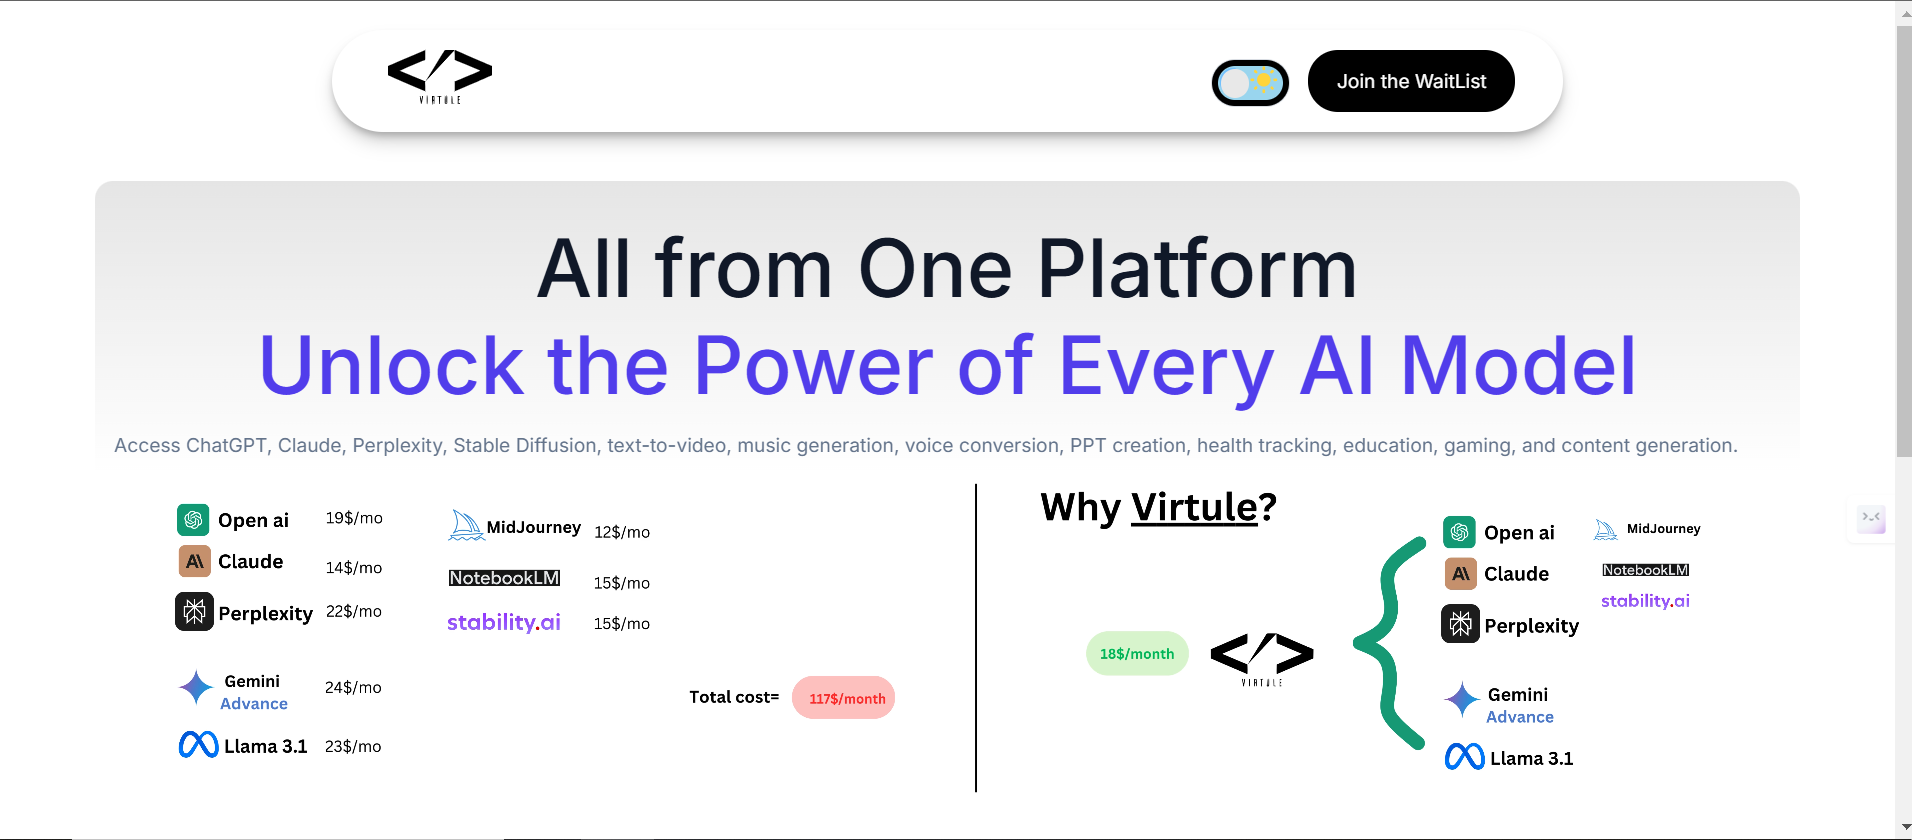 VIRTULE
Join the WaitList
All from One Platform
Unlock the Power of Every AI Model
Access ChatGPT, Claude, Perplexity, Stable Diffusion, text-to-video, music generation, voice conversion, PPT creation, health tracking, education, gaming, and content generation.
Open ai 19$/mo
Claude 14$/mo
Perplexity 22$/mo
Gemini
Advance 24$/mo
Llama 3.1 23$/mo
MidJourney 12$/mo
NotebookLM 15$/mo
stability.ai 15$/mo
Total cost= 117$/month
Why Virtule?
18$/month
VIRTULE
Open ai
Claude
Perplexity
Gemini
Advance
Llama 3.1
MidJourney
NotebookLM
stability.ai